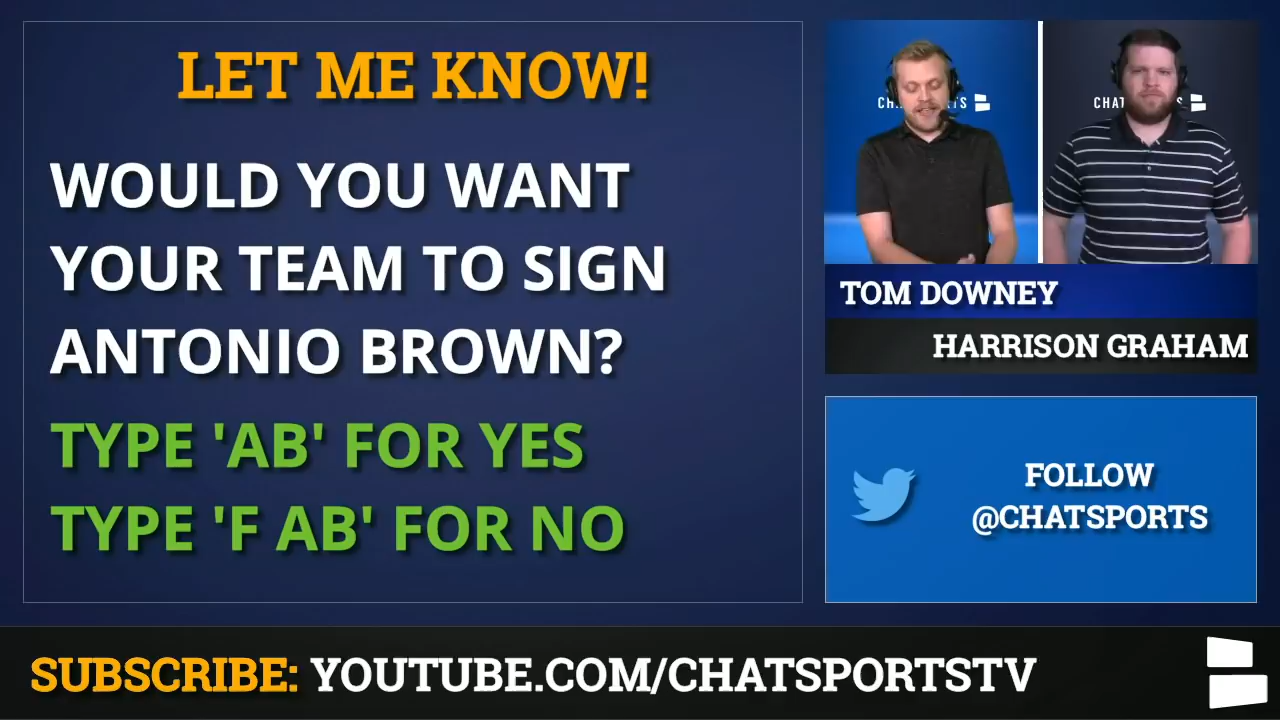 LET ME KNOW!
WOULD YOU WANT
YOUR TEAM TO SIGN
ANTONIO BROWN?
TYPE 'AB' FOR YES
TYPE 'F AB' FOR NO
TOM DOWNEY
HARRISON GRAHAM
FOLLOW
@CHATSPORTS
SUBSCRIBE: YOUTUBE.COM/CHATSPORTSTV